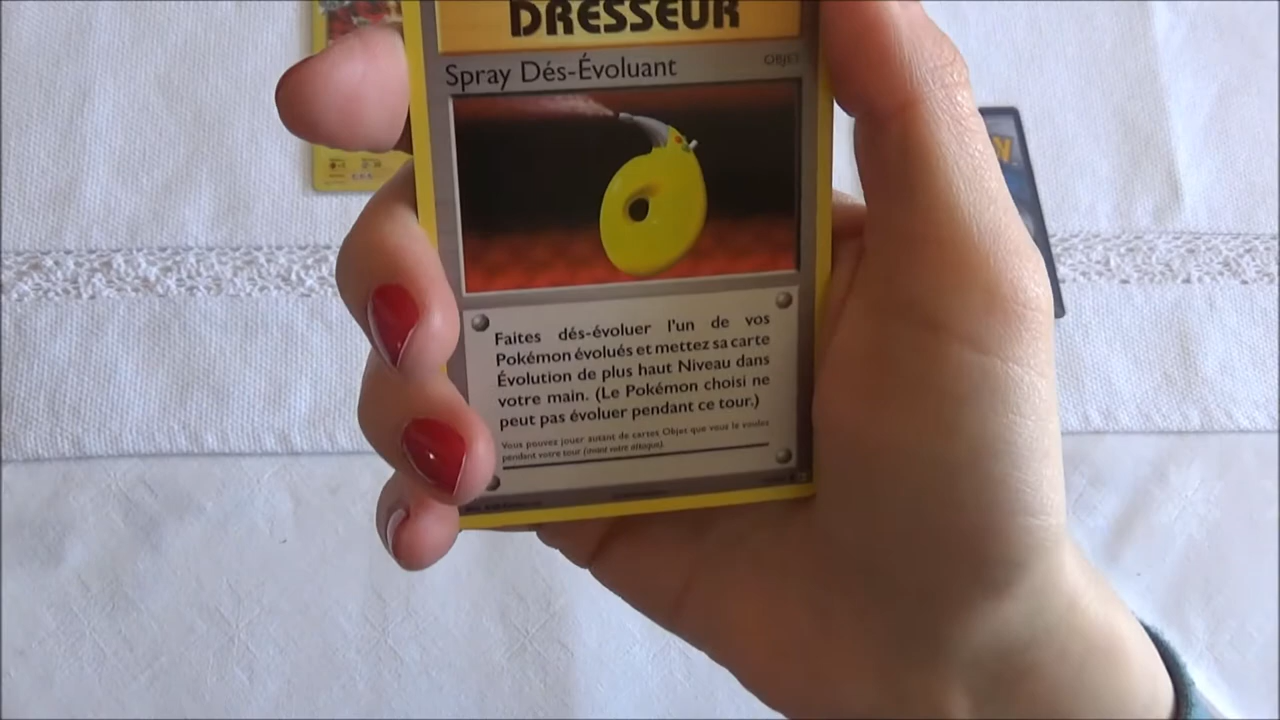 DRESSEUR
Spray Dés-Évoluant
OBJET
Faites dés-évoluer l'un de vos
Pokémon évolués et mettez sa carte
Évolution de plus haut Niveau dans
votre main. (Le Pokémon choisi ne
peut pas évoluer pendant ce tour.)
Vous pouvez jouer autant de cartes Objet que vous le voulez
pendant votre tour (avant votre attaque).